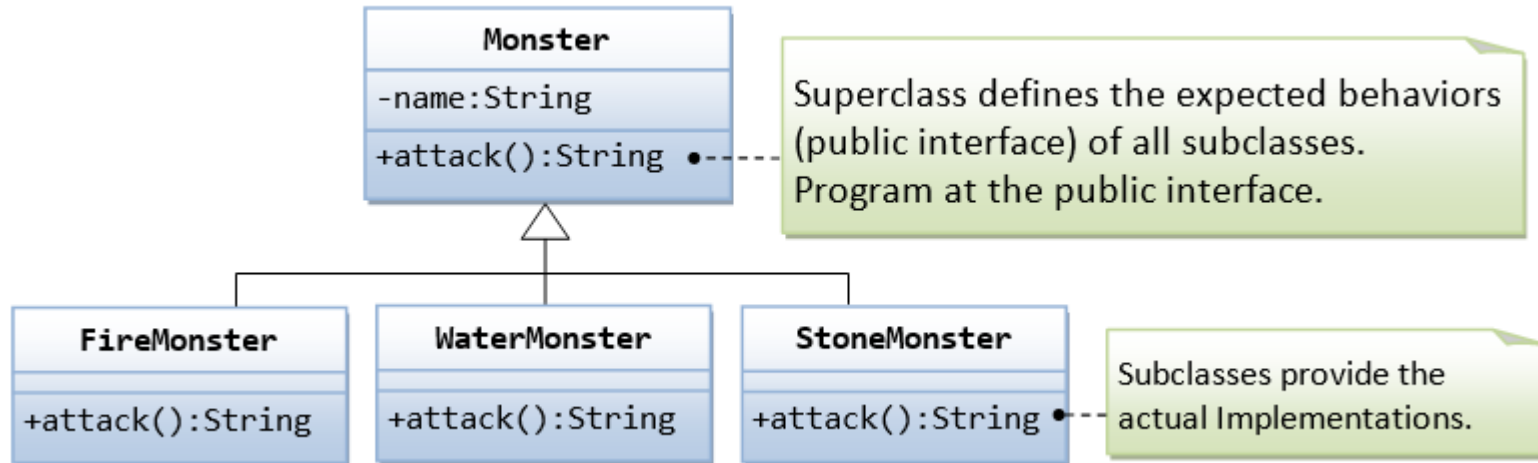 Monster
-name:String
+attack():String
Superclass defines the expected behaviors
(public interface) of all subclasses.
Program at the public interface.
FireMonster
+attack():String
WaterMonster
+attack():String
StoneMonster
+attack():String
Subclasses provide the
actual Implementations.